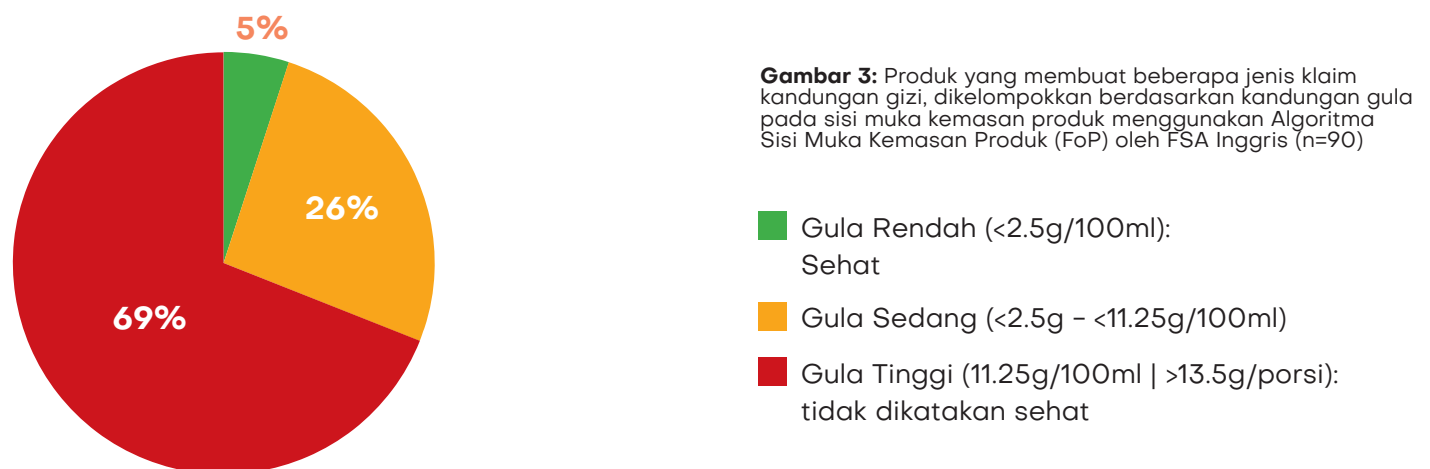 5%
26%
69%
Gambar 3: Produk yang membuat beberapa jenis klaim
kandungan gizi, dikelompokkan berdasarkan kandungan gula
pada sisi muka kemasan produk menggunakan Algoritma
Sisi Muka Kemasan Produk (FoP) oleh FSA Inggris (n=90)
Gula Rendah (<2.5g/100ml):
Sehat
Gula Sedang (<2.5g - <11.25g/100ml)
Gula Tinggi (11.25g/100ml | >13.5g/porsi):
tidak dikatakan sehat